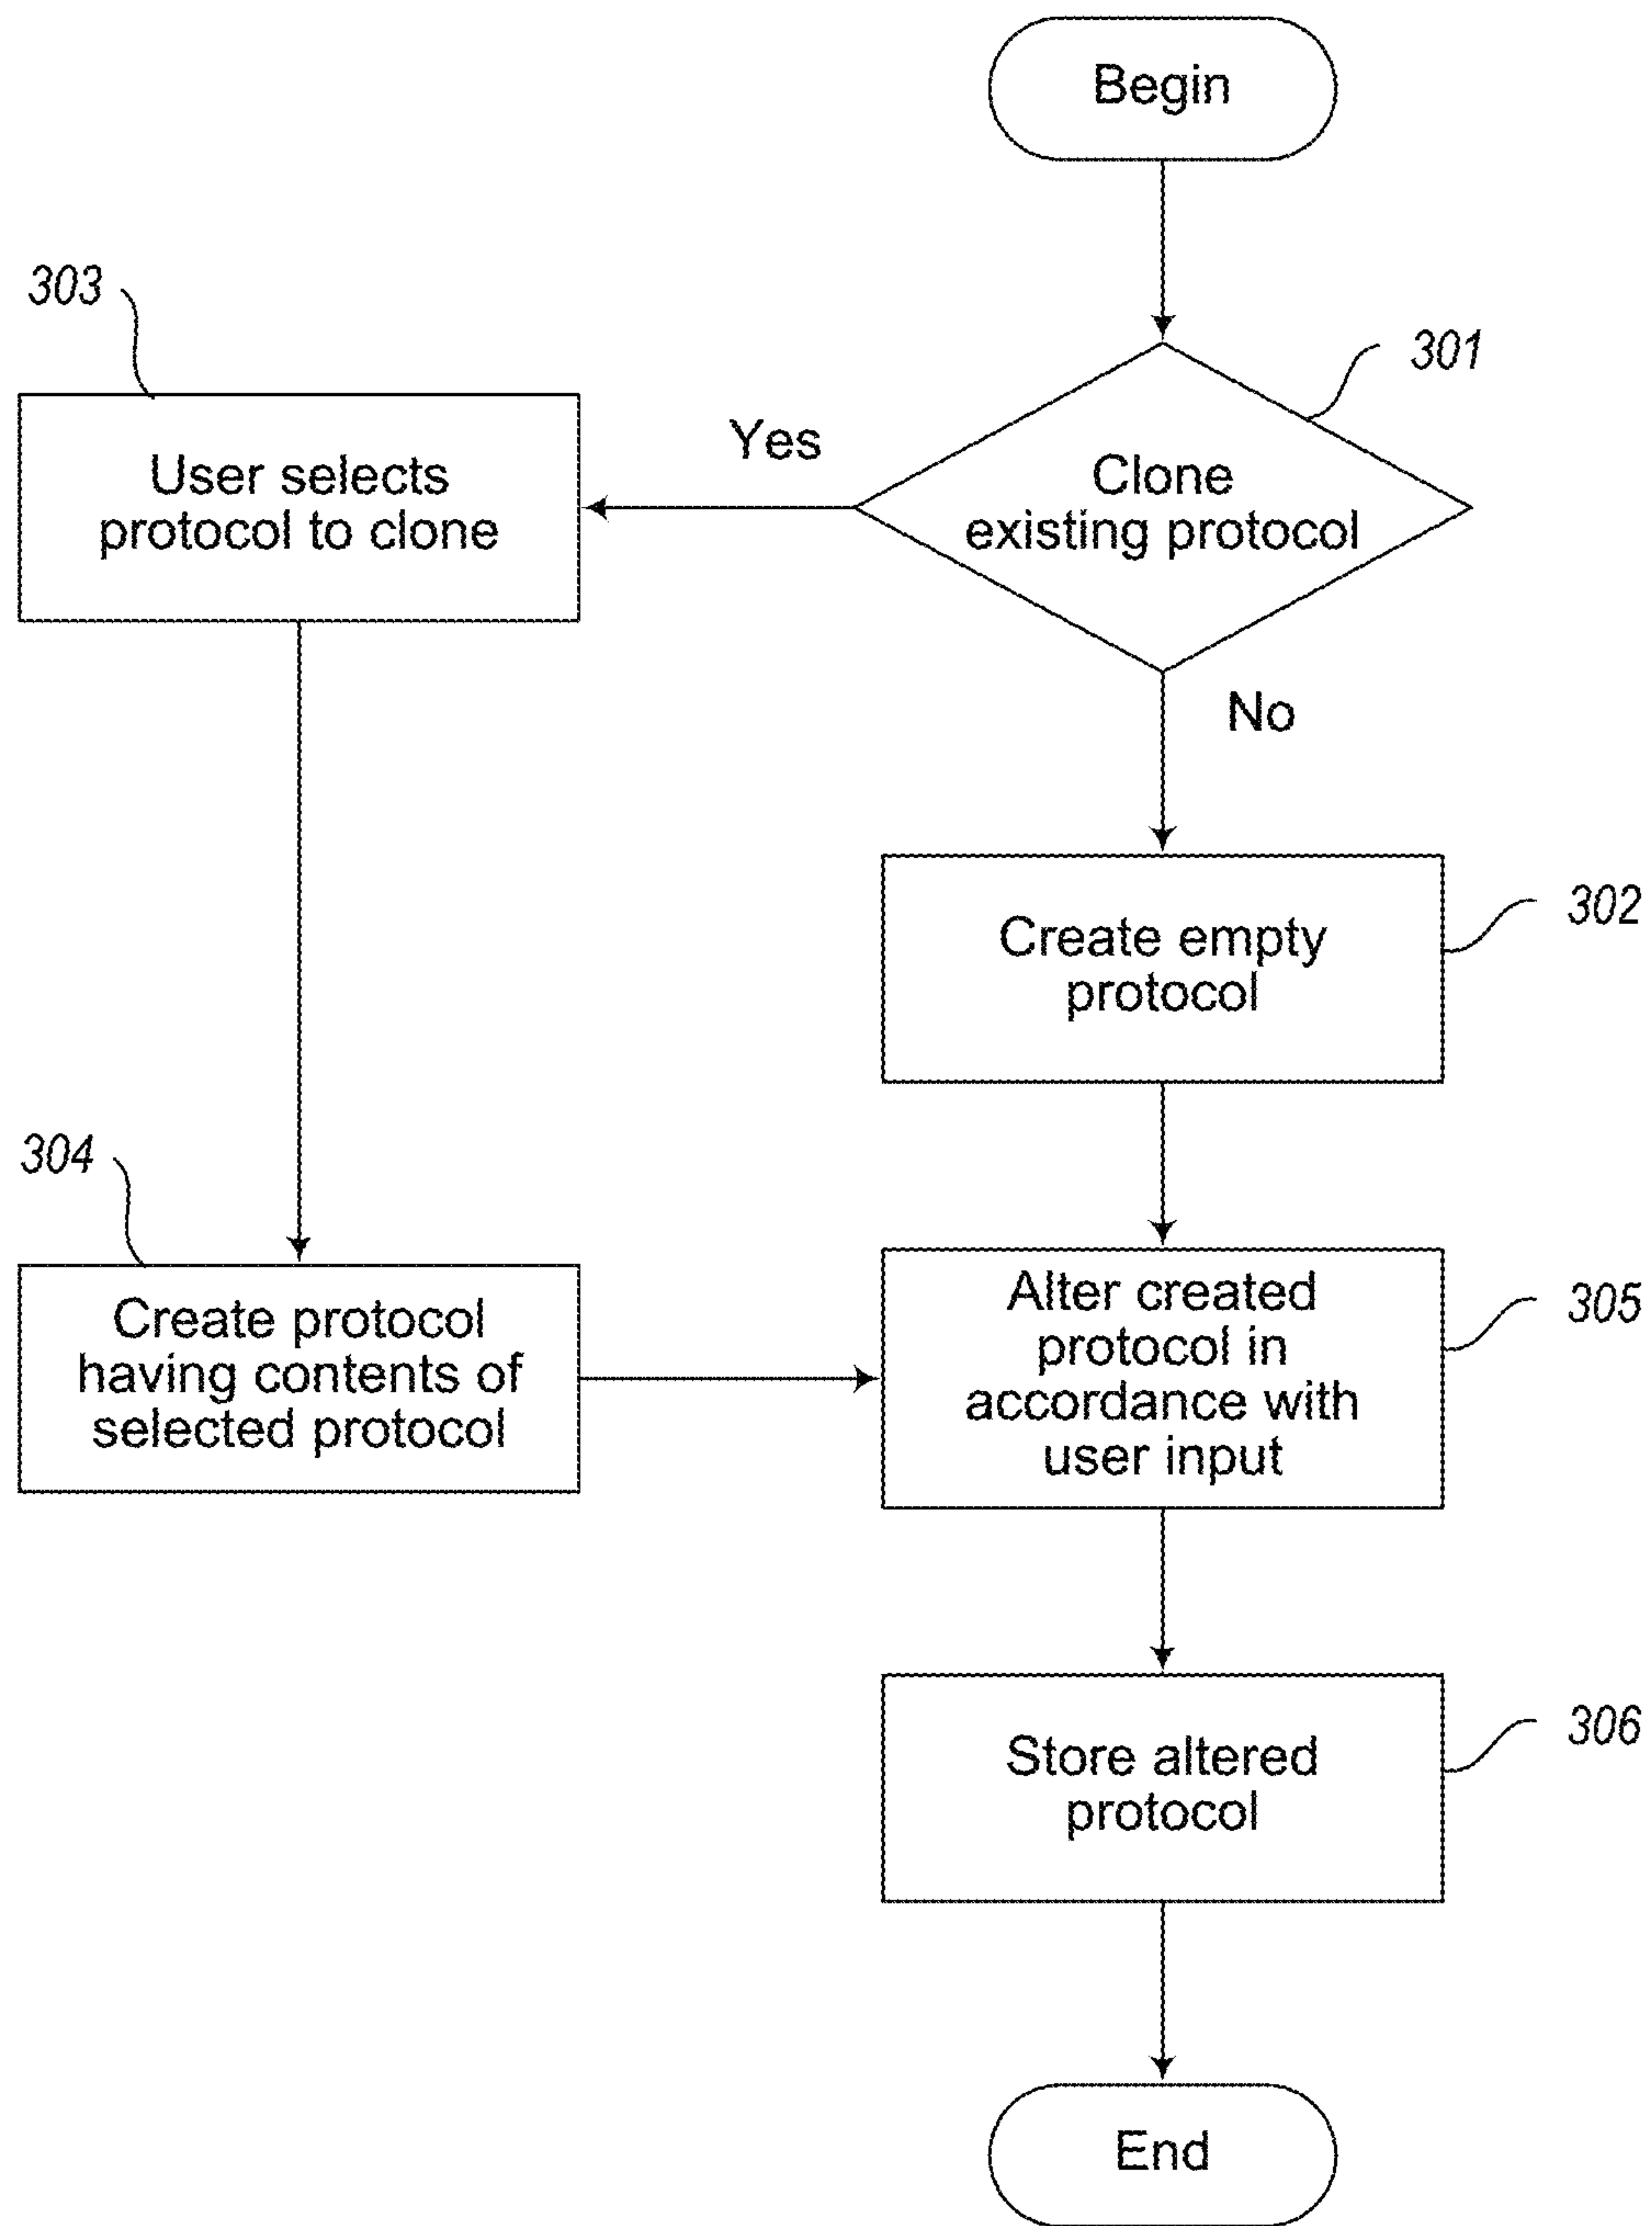 Begin
303
301
Yes
User selects
protocol to clone
Clone
existing protocol
No
302
Create empty
protocol
304
Create protocol
having contents of
selected protocol
305
Alter created
protocol in
accordance with
user input
306
Store altered
protocol
End